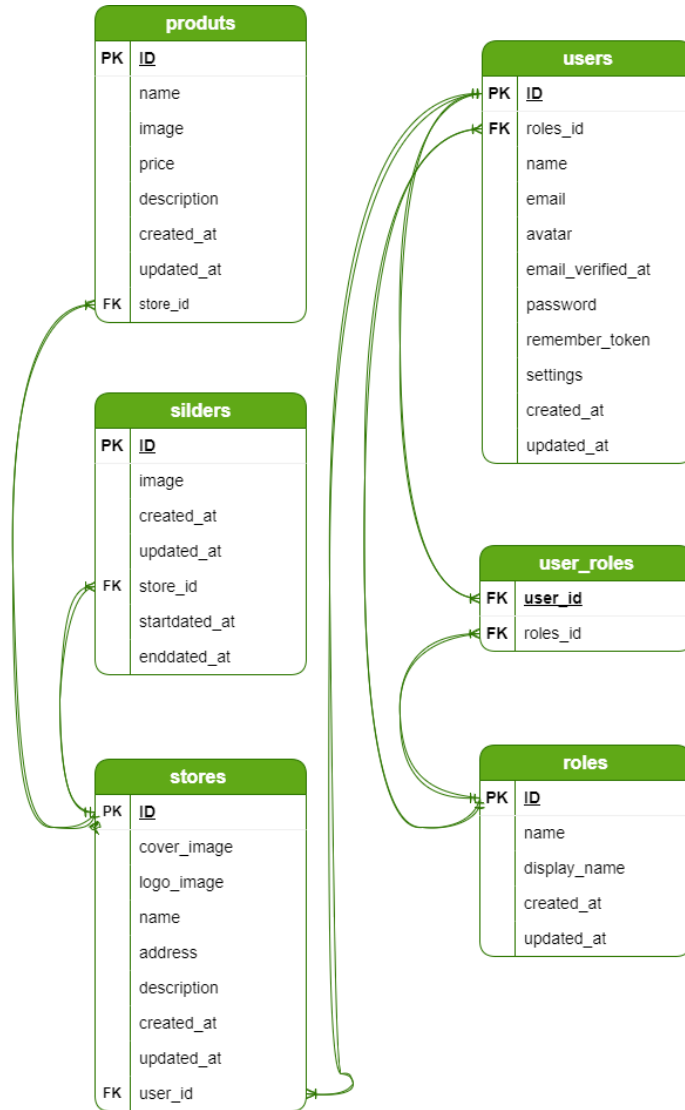 produts
PK ID
name
image
price
description
created_at
updated_at
FK store_id
silders
PK ID
image
created_at
updated_at
FK store_id
startdated_at
enddated_at
stores
PK ID
cover_image
logo_image
name
address
description
created_at
updated_at
FK user_id
users
PK ID
FK roles_id
name
email
avatar
email_verified_at
password
remember_token
settings
created_at
updated_at
user_roles
FK user_id
FK roles_id
roles
PK ID
name
display_name
created_at
updated_at